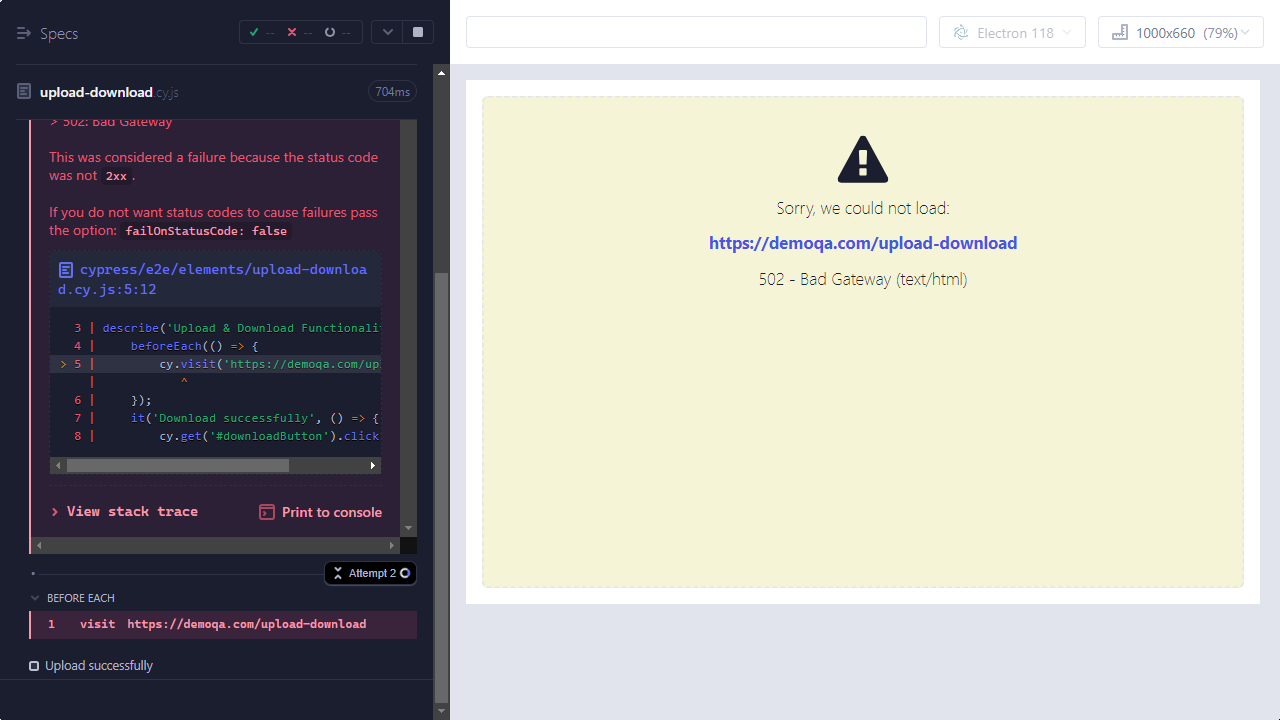 Specs
--
--
--
Electron 118
1000x660 (79%)
upload-download.cy.js
704ms
> 502: Bad Gateway
This was considered a failure because the status code
was not 2xx.
If you do not want status codes to cause failures pass
the option: failOnStatusCode: false
cypress/e2e/elements/upload-downloa
d.cy.js:5:12
3 | describe('Upload & Download Functionali
4 |     beforeEach(() => {
> 5 |         cy.visit('https://demoqa.com/upl
|            ^
6 |     });
7 |     it('Download successfully', () => {
8 |         cy.get('#downloadButton').click
View stack trace
Print to console
Attempt 2
BEFORE EACH
1 visit https://demoqa.com/upload-download
Upload successfully
Sorry, we could not load:
https://demoqa.com/upload-download
502 - Bad Gateway (text/html)